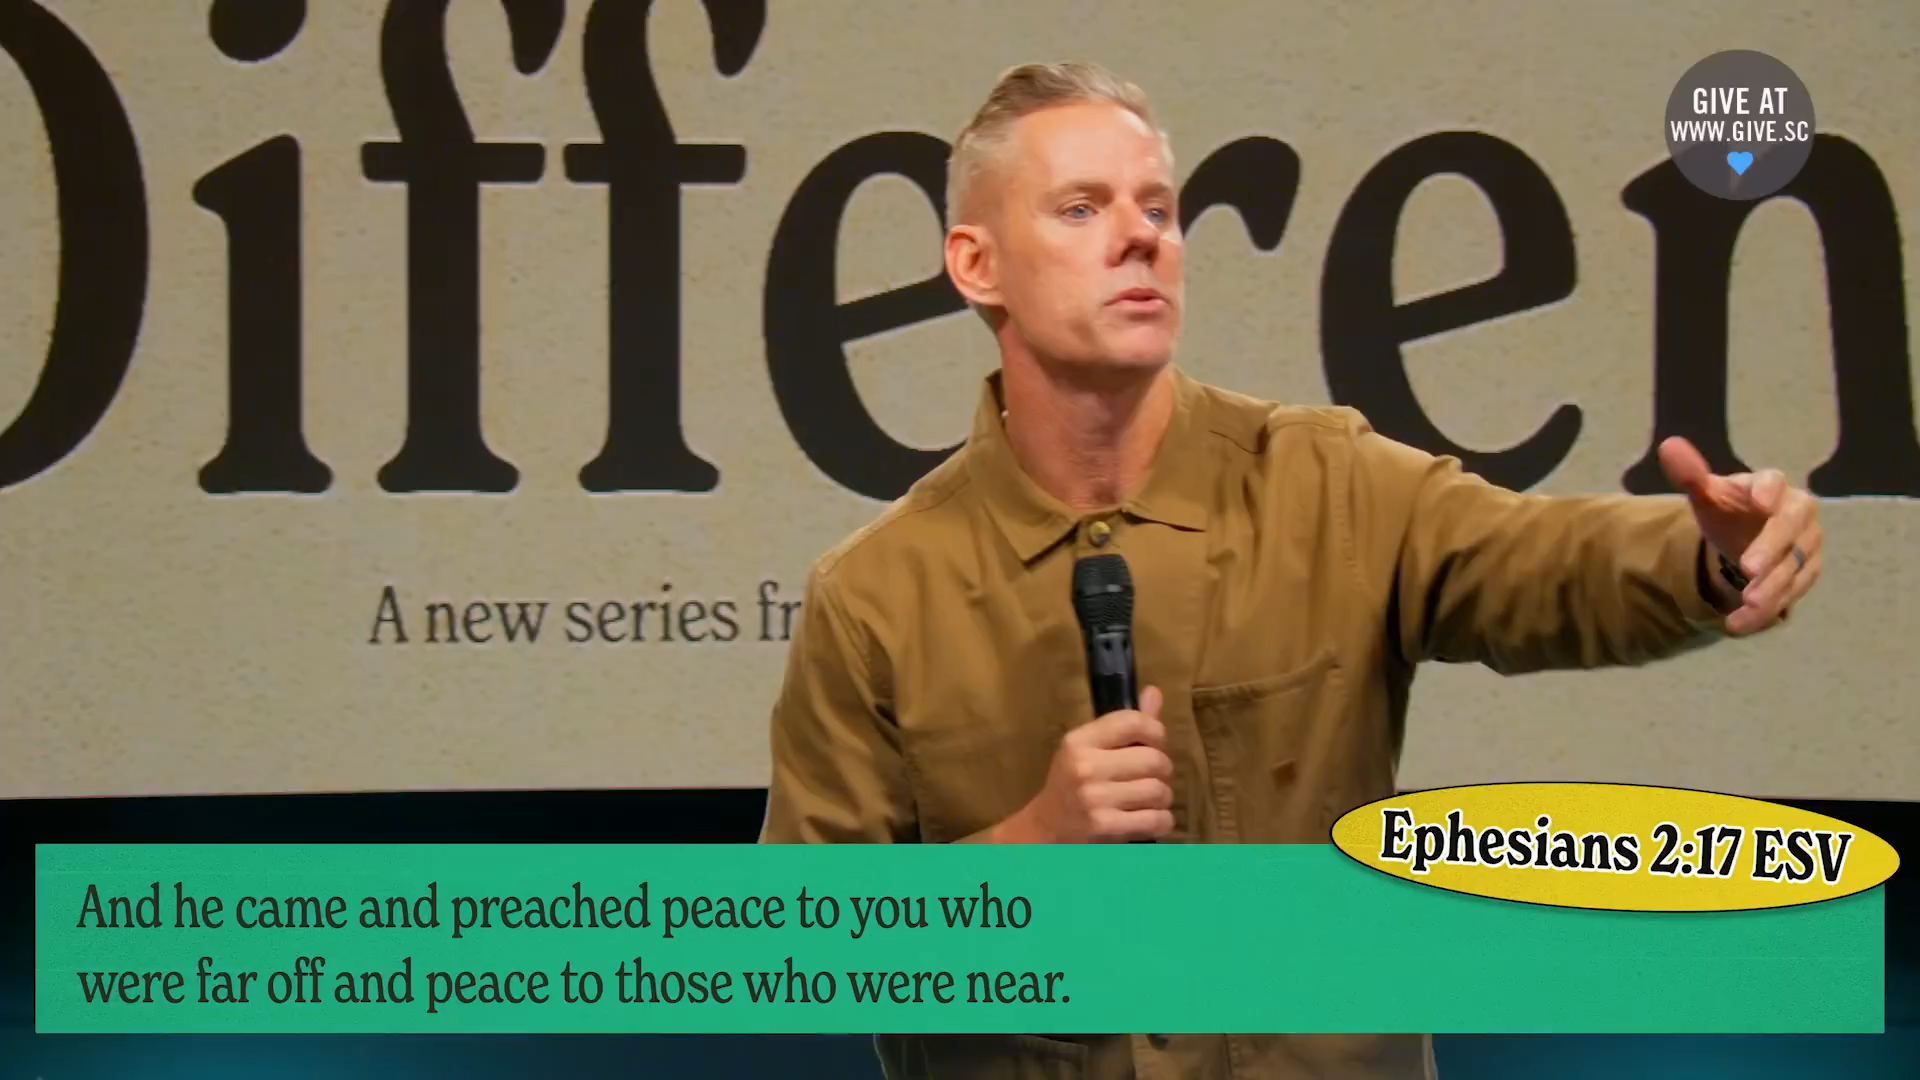 Differen
GIVE AT
WWW.GIVE.SC
A new series fr
Ephesians 2:17 ESV
And he came and preached peace to you who
were far off and peace to those who were near.